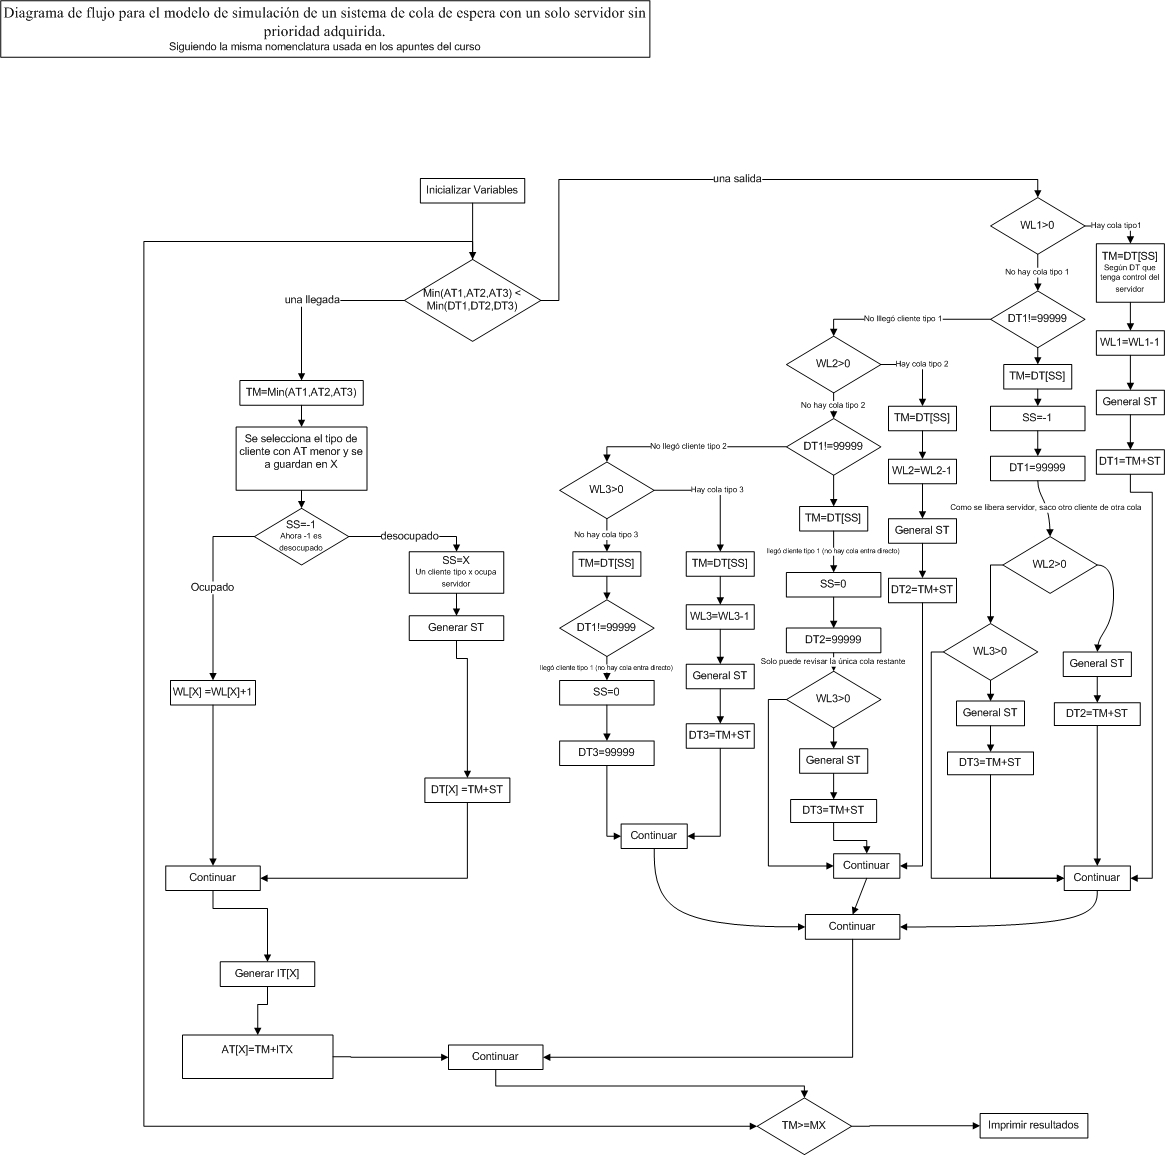 Diagrama de flujo para el modelo de simulación de un sistema de cola de espera con un solo servidor sin
prioridad adquirida.
Siguiendo la misma nomenclatura usada en los apuntes del curso
Inicializar Variables
Min(AT1,AT2,AT3) <
Min(DT1,DT2,DT3)
una llegada
una salida
TM=Min(AT1,AT2,AT3)
Se selecciona el tipo de
cliente con AT menor y se
a guardan en X
SS=-1
Ahora -1 es
desocupado
desocupado
Ocupado
SS=X
Un cliente tipo x ocupa
servidor
Generar ST
WL[X] =WL[X]+1
DT[X] =TM+ST
Continuar
Generar IT[X]
AT[X]=TM+ITX
WL1>0
Hay cola tipo1
TM=DT[SS]
Según DT que
tenga control del
servidor
WL1=WL1-1
General ST
DT1=TM+ST
No hay cola tipo 1
DT1!=99999
No lllegó cliente tipo 1
TM=DT[SS]
SS=-1
DT1=99999
Como se libera servidor, saco otro cliente de otra cola
WL2>0
WL3>0
General ST
DT3=TM+ST
General ST
DT2=TM+ST
Continuar
WL2>0
Hay cola tipo 2
TM=DT[SS]
WL2=WL2-1
General ST
DT2=TM+ST
No hay cola tipo 2
DT1!=99999
No llegó cliente tipo 2
TM=DT[SS]
llegó cliente tipo 1 (no hay cola entra directo)
SS=0
DT2=99999
Solo puede revisar la única cola restante
WL3>0
General ST
DT3=TM+ST
Continuar
WL3>0
Hay cola tipo 3
TM=DT[SS]
WL3=WL3-1
General ST
DT3=TM+ST
No hay cola tipo 3
TM=DT[SS]
DT1!=99999
llegó cliente tipo 1 (no hay cola entra directo)
SS=0
DT3=99999
Continuar
Continuar
Continuar
TM>=MX
Imprimir resultados